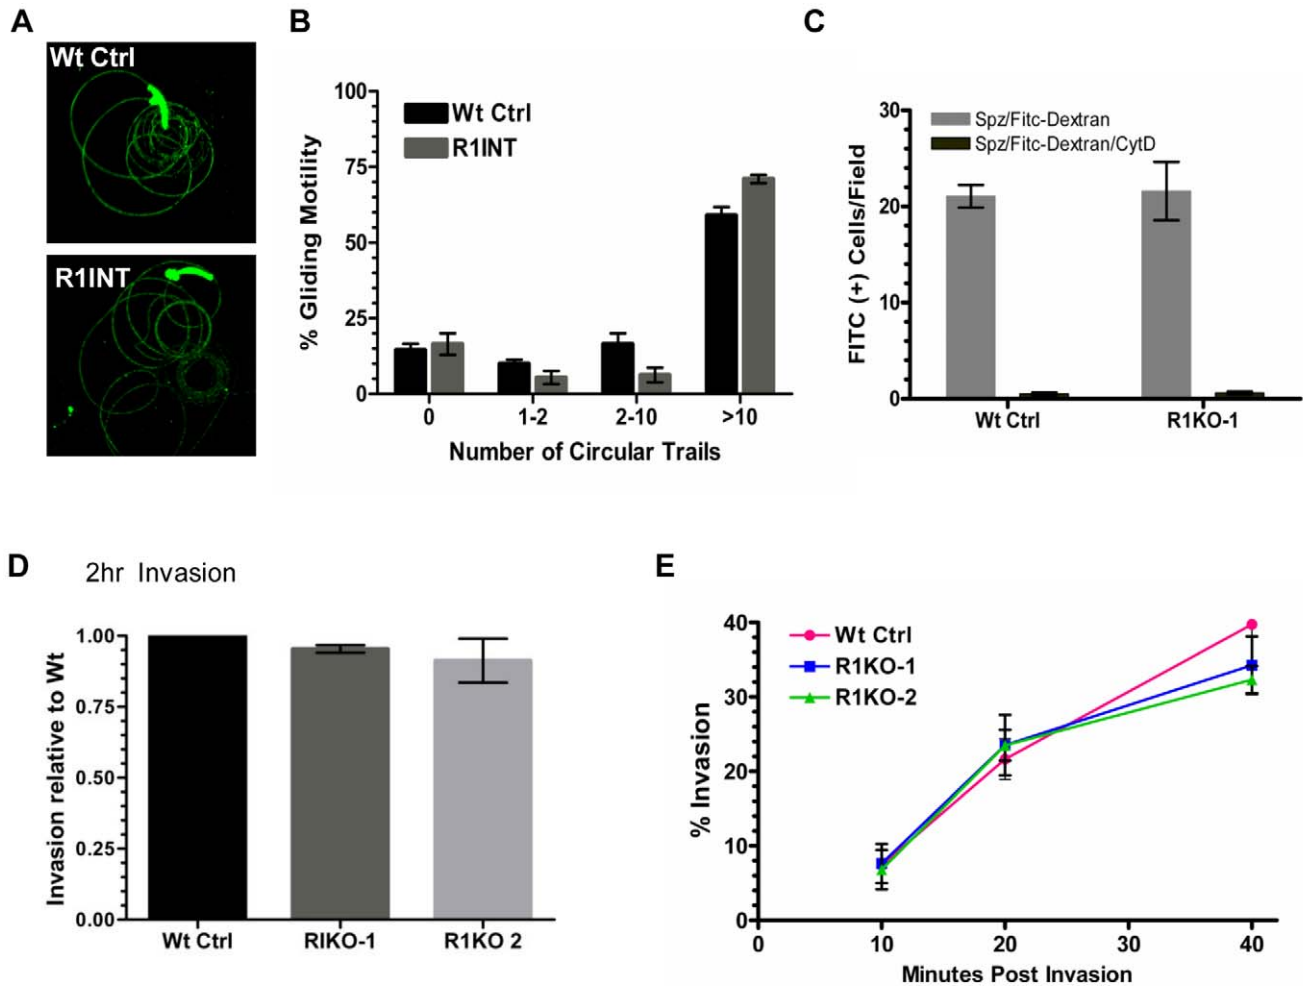 A
Wt Ctrl
R1INT
B
100
75
50
25
0
% Gliding Motility
Wt Ctrl
R1INT
0 1-2 2-10 >10
Number of Circular Trails
C
30
20
10
0
FITC (+) Cells/Field
Spz/Fitc-Dextran
Spz/Fitc-Dextran/CytD
Wt Ctrl R1KO-1
D
2hr Invasion
1.00
0.75
0.50
0.25
0.00
Invasion relative to Wt
Wt Ctrl RIKO-1 R1KO 2
E
40
30
20
10
0
% Invasion
Wt Ctrl
R1KO-1
R1KO-2
0 10 20 30 40
Minutes Post Invasion